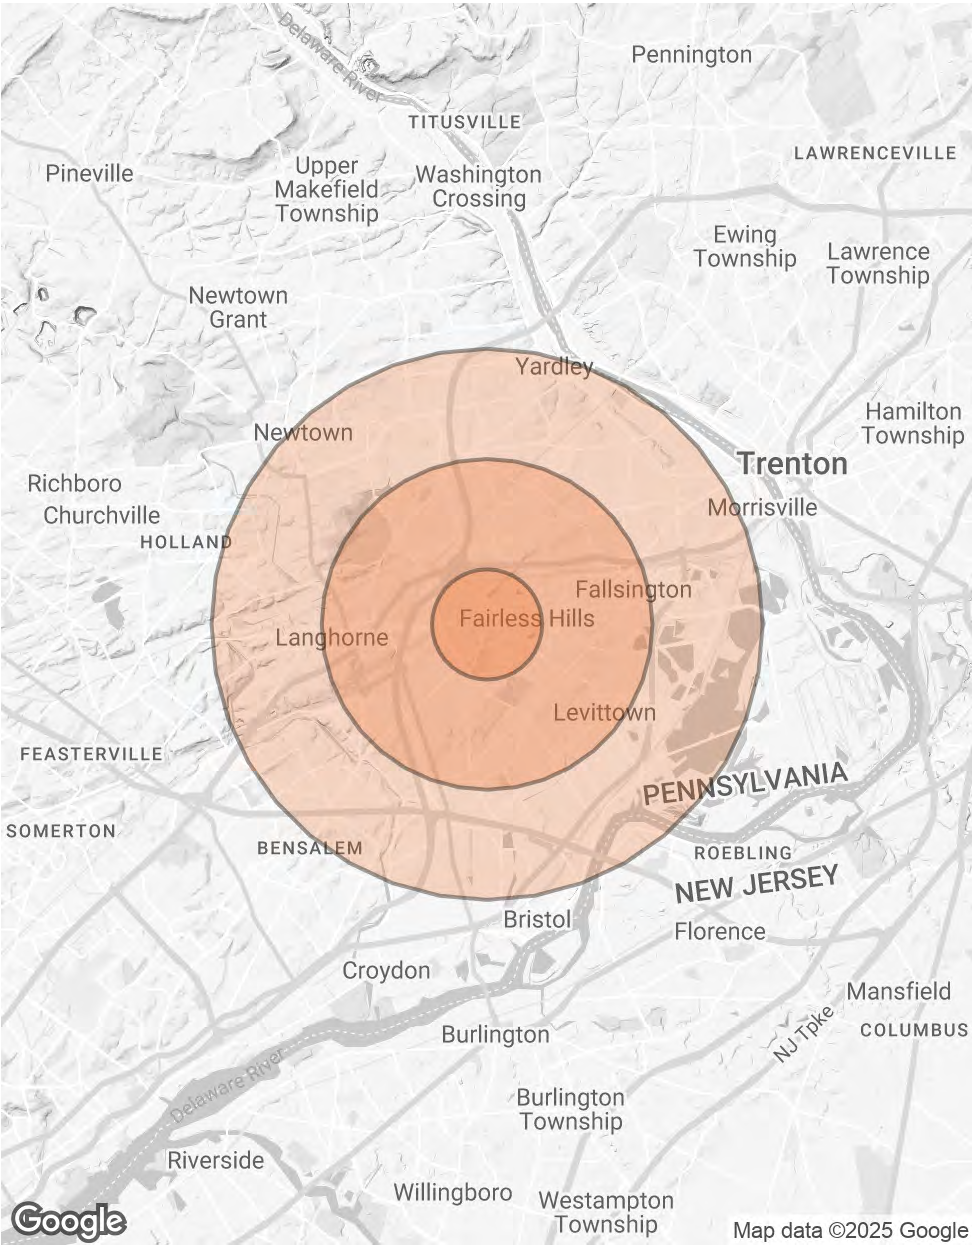 Delaware River
Pennington
TITUSVILLE
LAWRENCEVILLE
Pineville
Upper
Makefield
Township
Washington
Crossing
Ewing
Township
Lawrence
Township
Newtown
Grant
Yardley
Hamilton
Township
Newtown
Trenton
Richboro
Churchville
Morrisville
HOLLAND
Fallsington
Fairless Hills
Langhorne
Levittown
FEASTERVILLE
PENNSYLVANIA
SOMERTON
BENSALEM
ROEBLING
NEW JERSEY
Bristol
Florence
Croydon
Mansfield
NJ Tpke
COLUMBUS
Burlington
Delaware River
Burlington
Township
Riverside
Willingboro
Westampton
Township
Google
Map data ©2025 Google